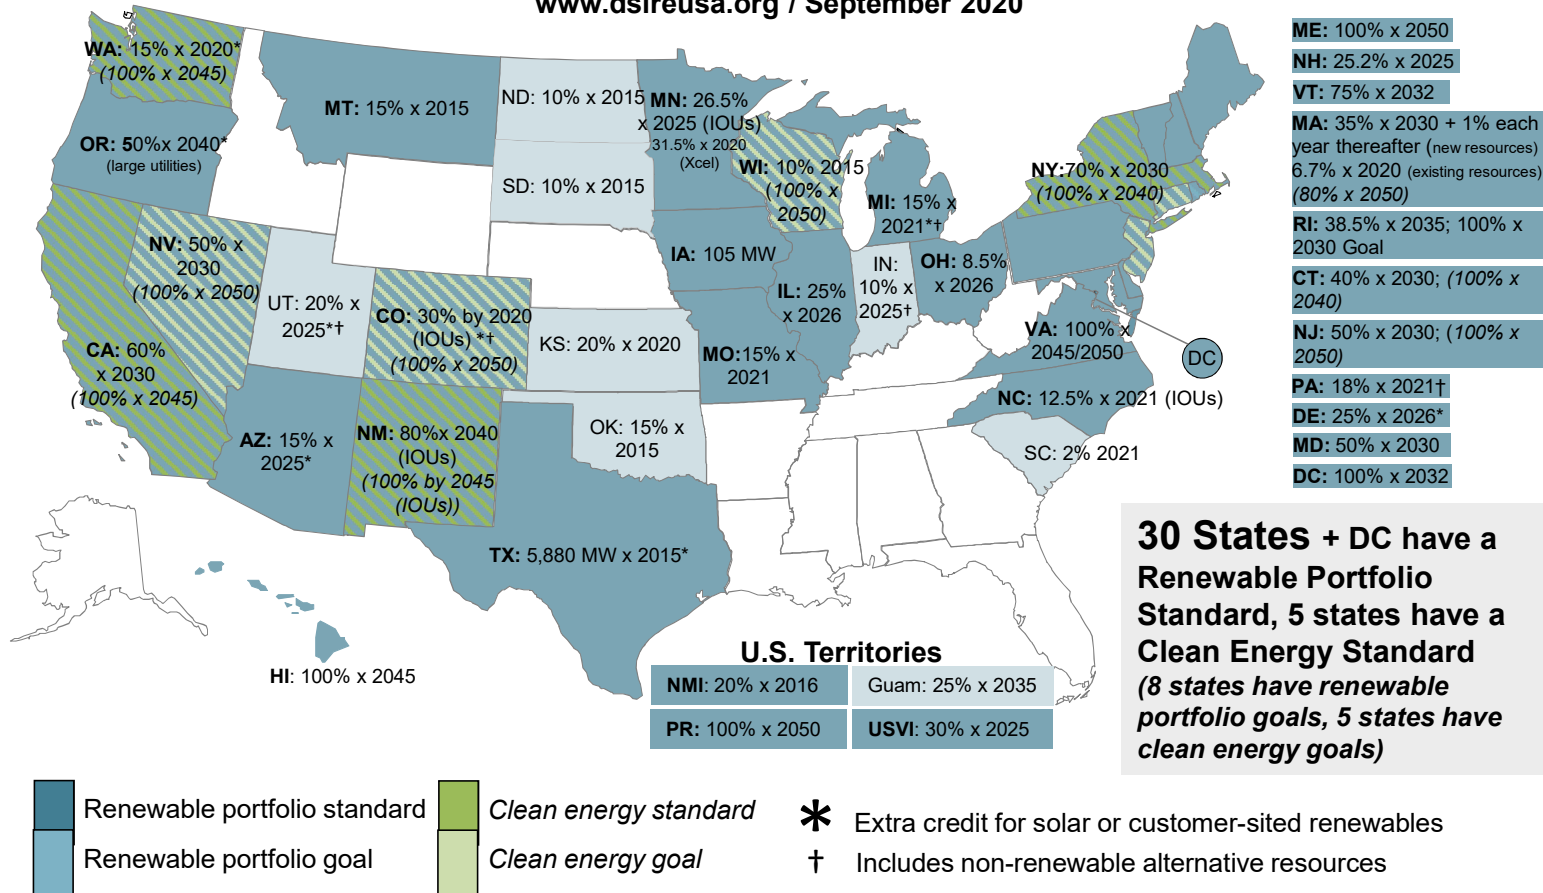 www.dsireusa.org / September 2020
WA: 15% x 2020*
(100% x 2045)
OR: 50%x 2040*
(large utilities)
MT: 15% x 2015
ND: 10% x 2015
SD: 10% x 2015
MN: 26.5%
x 2025 (IOUs)
31.5% x 2020
(Xcel)
WI: 10% 2015
(100% x
2050)
MI: 15% x
2021*†
NY:70% x 2030
(100% x 2040)
NV: 50% x
2030
(100% x 2050)
UT: 20% x
2025*†
CO: 30% by 2020
(IOUs) *†
(100% x 2050)
KS: 20% x 2020
IA: 105 MW
IL: 25%
x 2026
IN:
10% x
2025†
OH: 8.5%
x 2026
MO:15% x
2021
VA: 100% x
2045/2050
DC
NC: 12.5% x 2021 (IOUs)
SC: 2% 2021
CA: 60%
x 2030
(100% x 2045)
AZ: 15% x
2025*
NM: 80%x 2040
(IOUs)
(100% by 2045
(IOUs))
OK: 15% x
2015
TX: 5,880 MW x 2015*
HI: 100% x 2045
ME: 100% x 2050
NH: 25.2% x 2025
VT: 75% x 2032
MA: 35% x 2030 + 1% each
year thereafter (new resources)
6.7% x 2020 (existing resources)
(80% x 2050)
RI: 38.5% x 2035; 100% x
2030 Goal
CT: 40% x 2030; (100% x
2040)
NJ: 50% x 2030; (100% x
2050)
PA: 18% x 2021†
DE: 25% x 2026*
MD: 50% x 2030
DC: 100% x 2032
30 States + DC have a
Renewable Portfolio
Standard, 5 states have a
Clean Energy Standard
(8 states have renewable
portfolio goals, 5 states have
clean energy goals)
U.S. Territories
NMI: 20% x 2016
Guam: 25% x 2035
PR: 100% x 2050
USVI: 30% x 2025
Renewable portfolio standard
Renewable portfolio goal
Clean energy standard
Clean energy goal
* Extra credit for solar or customer-sited renewables
† Includes non-renewable alternative resources